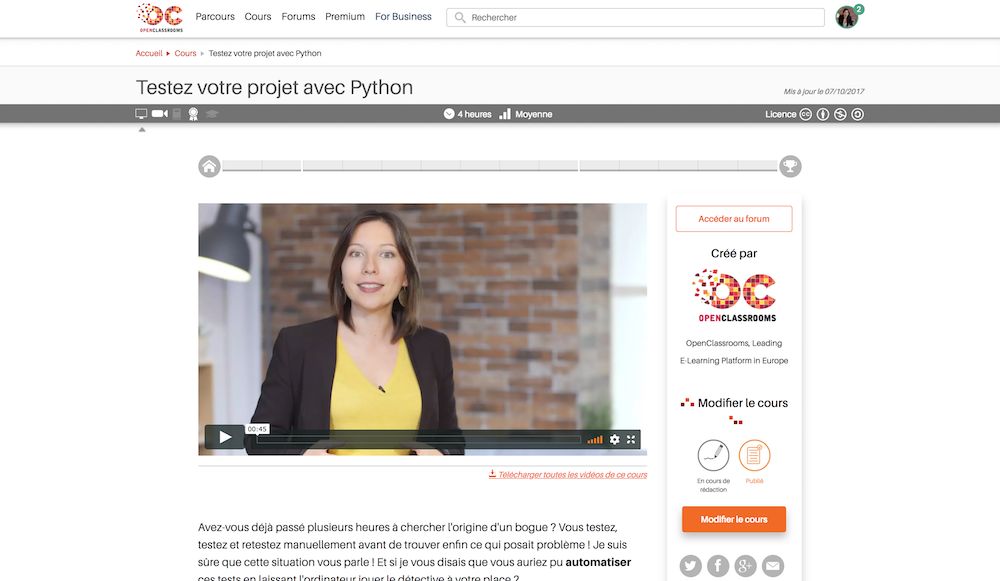 OPENCLASSROOMS
Parcours Cours Forums Premium For Business
Rechercher
2
Accueil Cours Testez votre projet avec Python
Testez votre projet avec Python
Mis à jour le 07/10/2017
4 heures Moyenne
Licence
00:45
Télécharger toutes les vidéos de ce cours
Avez-vous déjà passé plusieurs heures à chercher l'origine d'un bogue ? Vous testez,
testez et retestez manuellement avant de trouver enfin ce qui posait problème ! Je suis
sûre que cette situation vous parle ! Et si je vous disais que vous auriez pu automatiser
ces tests en laissant l'ordinateur jouer le détective à votre place ?
Accéder au forum
Créé par
OC
OPENCLASSROOMS
OpenClassrooms, Leading
E-Learning Platform in Europe
Modifier le cours
En cours de
rédaction
Publié
Modifier le cours